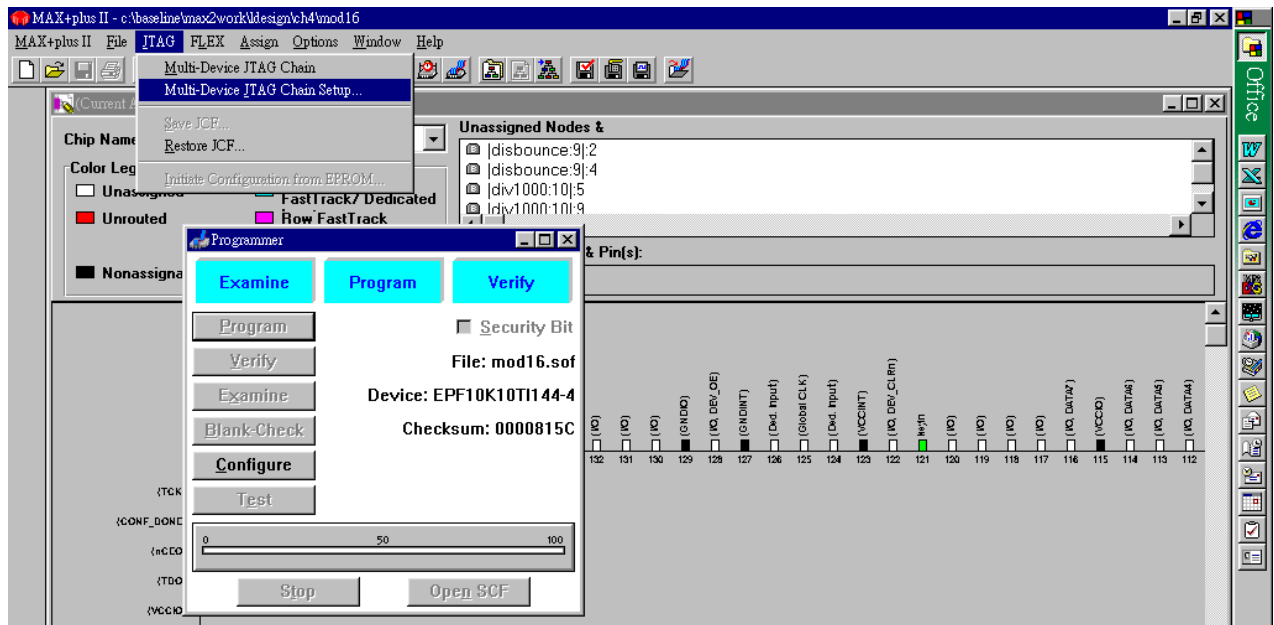 MAX+plus II - c:\baseline\max2work\ldesign\ch4\mod16
MAX+plus II File JTAG FLEX Assign Options Window Help
Multi-Device JTAG Chain
Multi-Device JTAG Chain Setup...
Save JCF...
Restore JCF...
Initiate Configuration from EPROM...
(Current A
Chip Name
Color Leg
Unassigned
FastTrack/ Dedicated
Unrouted
Row FastTrack
Nonassigna
Unassigned Nodes &
|disbounce:9|:2
|disbounce:9|:4
|div1000:10|:5
|div1000:10|:9
& Pin(s):
Programmer
Examine Program Verify
Program
Security Bit
Verify
File: mod16.sof
Examine
Device: EPF10K10TI144-4
Blank-Check
Checksum: 0000815C
Configure
Test
0 50 100
Stop Open SCF
(I/O) (I/O) (I/O) (GNDIO) (I/O, DEV_OE) (GNDINT) (Ded. Input) (Global CLK) (Ded. Input) (VCCINT) (I/O, DEV_CLRn) keyin (I/O) (I/O) (I/O) (I/O) (I/O, DATA7) (VCCIO) (I/O, DATA6) (I/O, DATA5) (I/O, DATA4)
132 131 130 129 128 127 126 125 124 123 122 121 120 119 118 117 116 115 114 113 112
(TCK
(CONF_DONE
(nCEO
(TDO
(VCCIO
Office